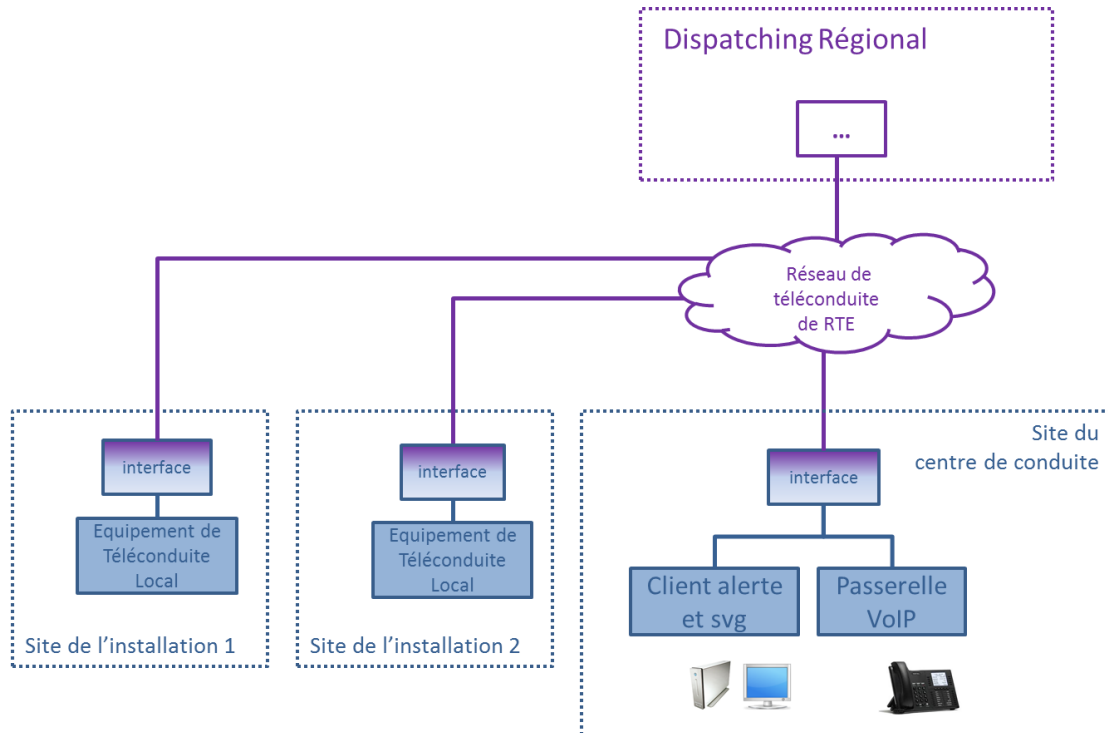 Dispatching Régional
...
Réseau de
téléconduite
de RTE
Site du
centre de conduite
interface
interface
interface
Equipement de
Téléconduite
Local
Equipement de
Téléconduite
Local
Client alerte
et svg
Passerelle
VoIP
Site de l'installation 1
Site de l'installation 2